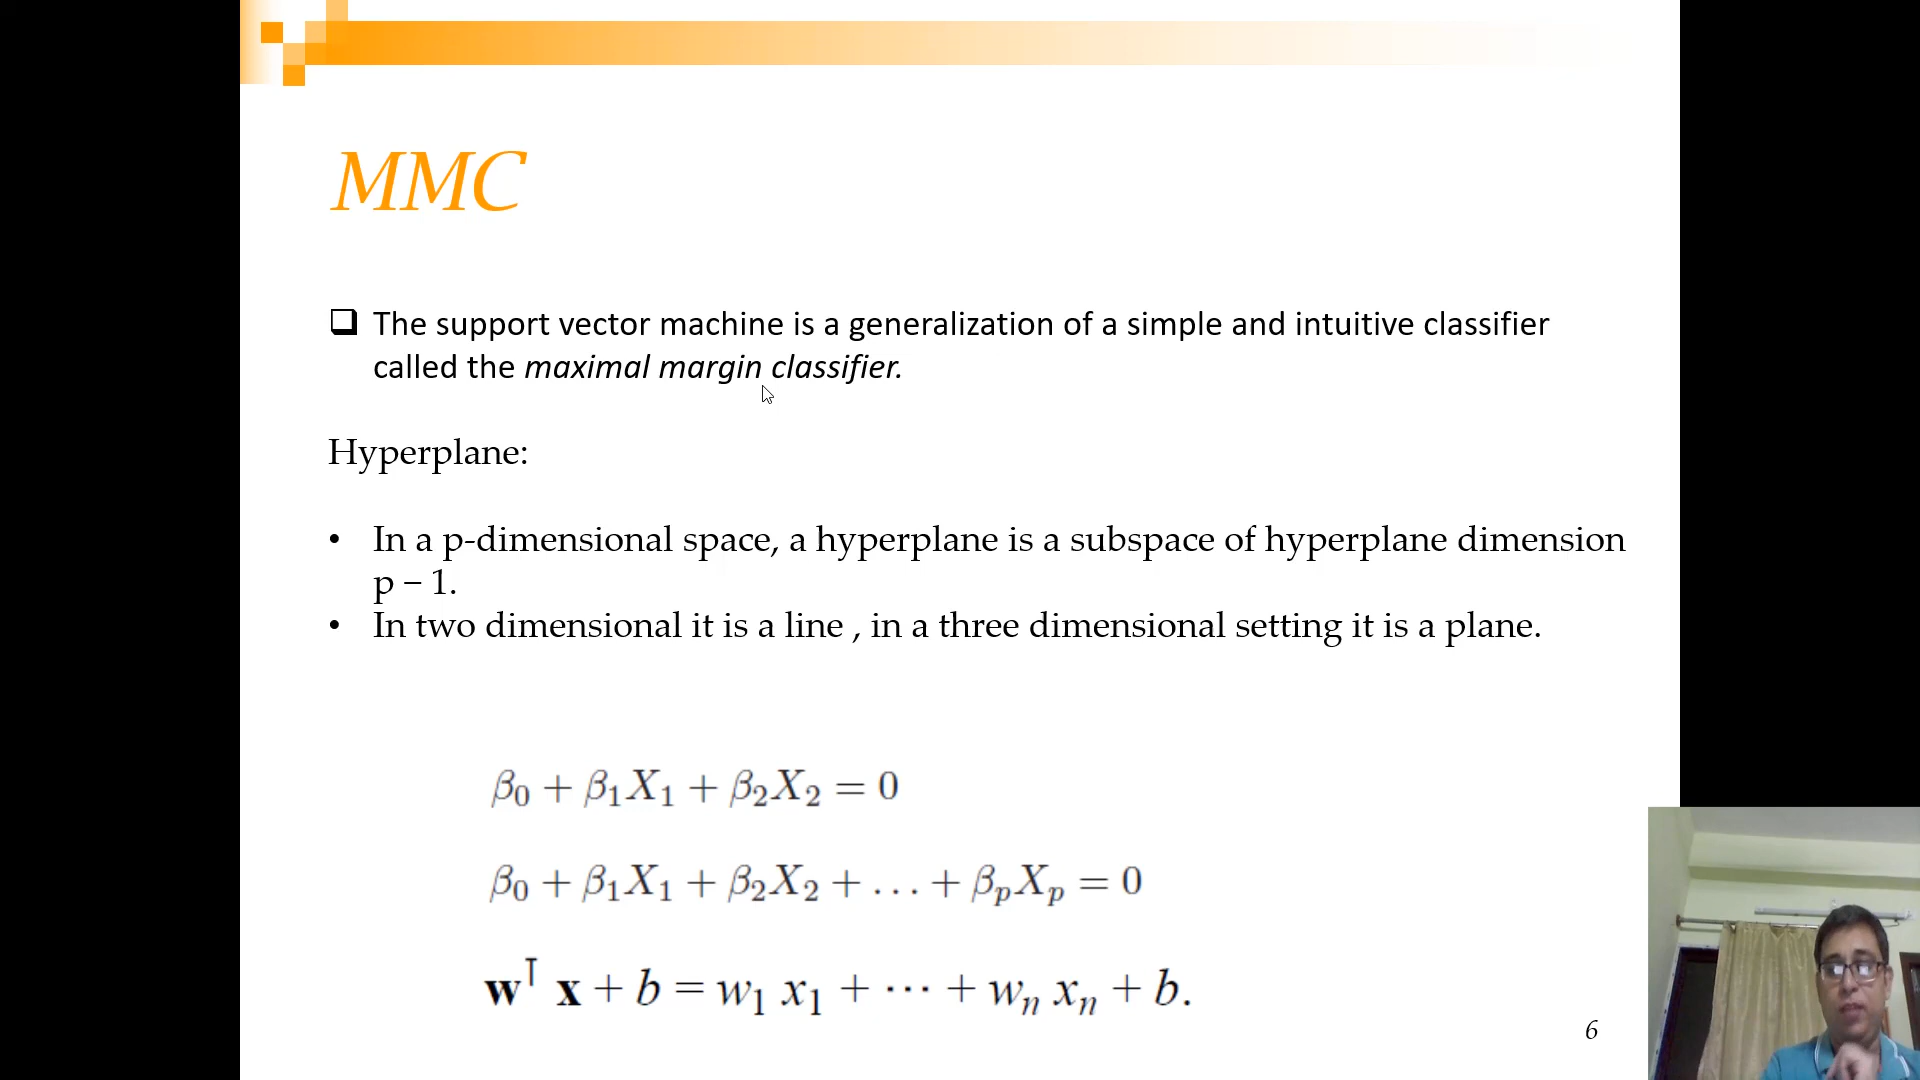 MMC
The support vector machine is a generalization of a simple and intuitive classifier
called the maximal margin classifier.
Hyperplane:
• In a p-dimensional space, a hyperplane is a subspace of hyperplane dimension
p − 1.
• In two dimensional it is a line , in a three dimensional setting it is a plane.
β₀ + β₁X₁ + β₂X₂ = 0
β₀ + β₁X₁ + β₂X₂ + … + βₚXₚ = 0
w⊺ x + b = w₁ x₁ + ⋯ + wₙ xₙ + b.
6